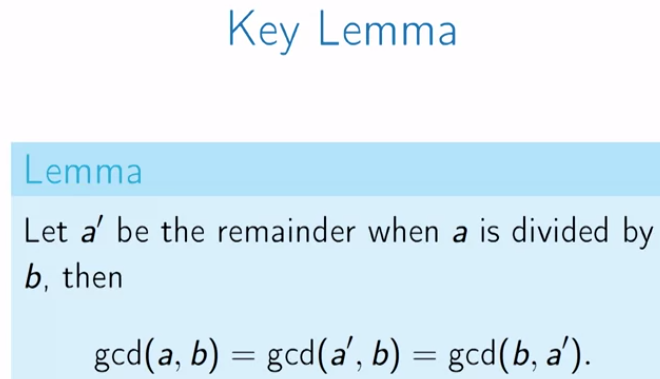 Key Lemma
Lemma
Let a′ be the remainder when a is divided by
b, then
gcd(a, b) = gcd(a′, b) = gcd(b, a′).